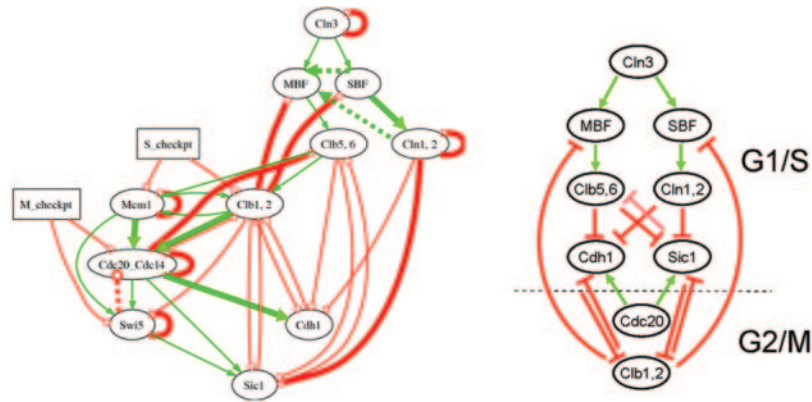 Cln3
MBF
SBF
S_checkpt
Clb5, 6
Cln1, 2
M_checkpt
Mcm1
Clb1, 2
Cdc20_Cdc14
Swi5
Cdh1
Sic1
Cln3
MBF
SBF
G1/S
Clb5,6
Cln1,2
Cdh1
Sic1
Cdc20
G2/M
Clb1,2